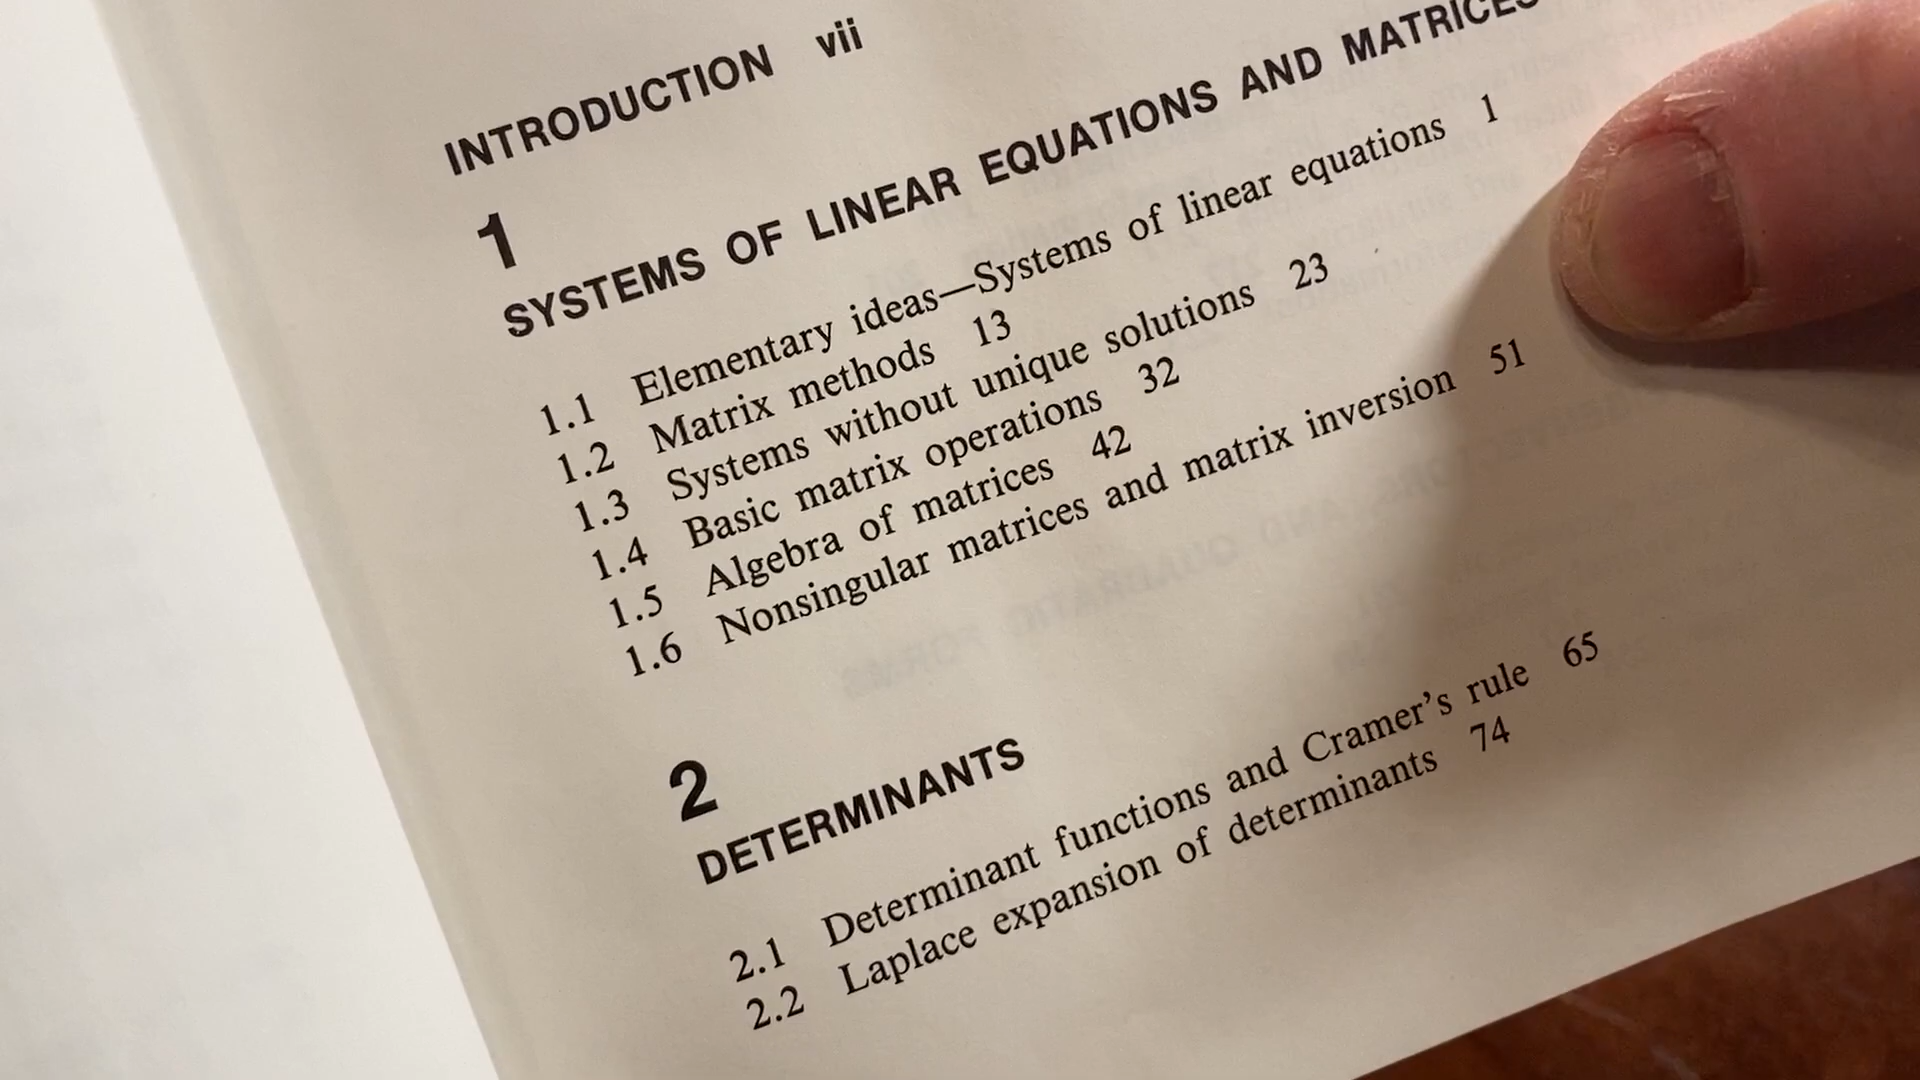 INTRODUCTION vii
1
SYSTEMS OF LINEAR EQUATIONS AND MATRICES
1.1 Elementary ideas—Systems of linear equations 1
1.2 Matrix methods 13
1.3 Systems without unique solutions 23
1.4 Basic matrix operations 32
1.5 Algebra of matrices 42
1.6 Nonsingular matrices and matrix inversion 51
2
DETERMINANTS
2.1 Determinant functions and Cramer's rule 65
2.2 Laplace expansion of determinants 74